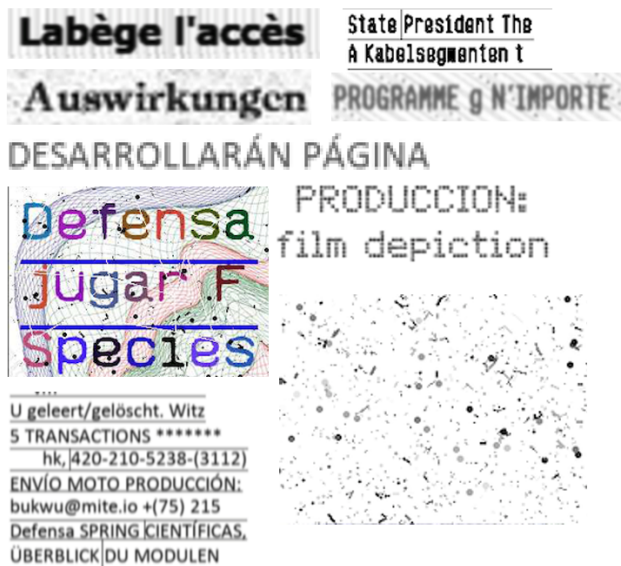 Labège l'accès
State President The
A Kabelsegmenten t
Auswirkungen
PROGRAMME g N'IMPORTE
DESARROLLARÁN PÁGINA
PRODUCCION:
film depiction
Defensa
jugar F
Species
U geleert/gelöscht. Witz
5 TRANSACTIONS *******
hk, 420-210-5238-(3112)
ENVÍO MOTO PRODUCCIÓN:
bukwu@mite.io +(75) 215
Defensa SPRING CIENTÍFICAS,
ÜBERBLICK DU MODULEN